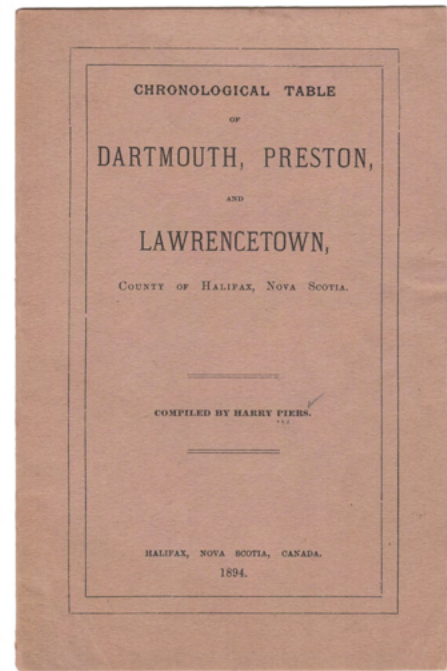 CHRONOLOGICAL TABLE
OF
DARTMOUTH, PRESTON,
AND
LAWRENCETOWN,
COUNTY OF HALIFAX, NOVA SCOTIA.
COMPILED BY HARRY PIERS.
HALIFAX, NOVA SCOTIA, CANADA.
1894.